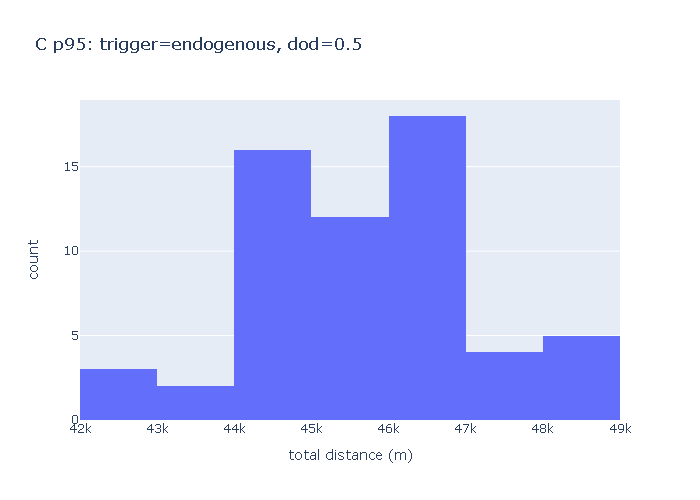 C p95: trigger=endogenous, dod=0.5
15
10
5
0
42k 43k 44k 45k 46k 47k 48k 49k
count
total distance (m)